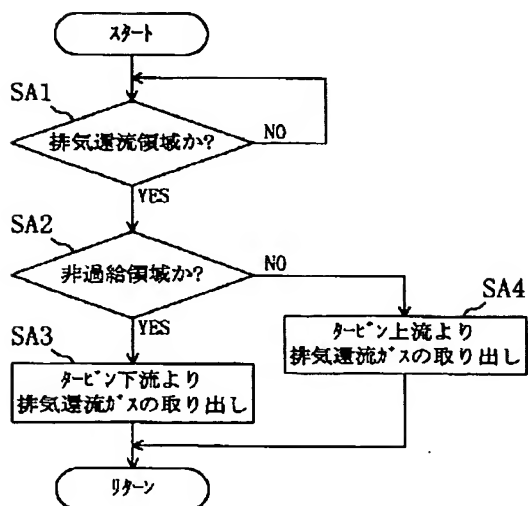 スタート
SA1
排気還流領域か?
NO
YES
SA2
非過給領域か?
NO
YES
SA4
タービン上流より
排気還流ガスの取り出し
SA3
タービン下流より
排気還流ガスの取り出し
リターン